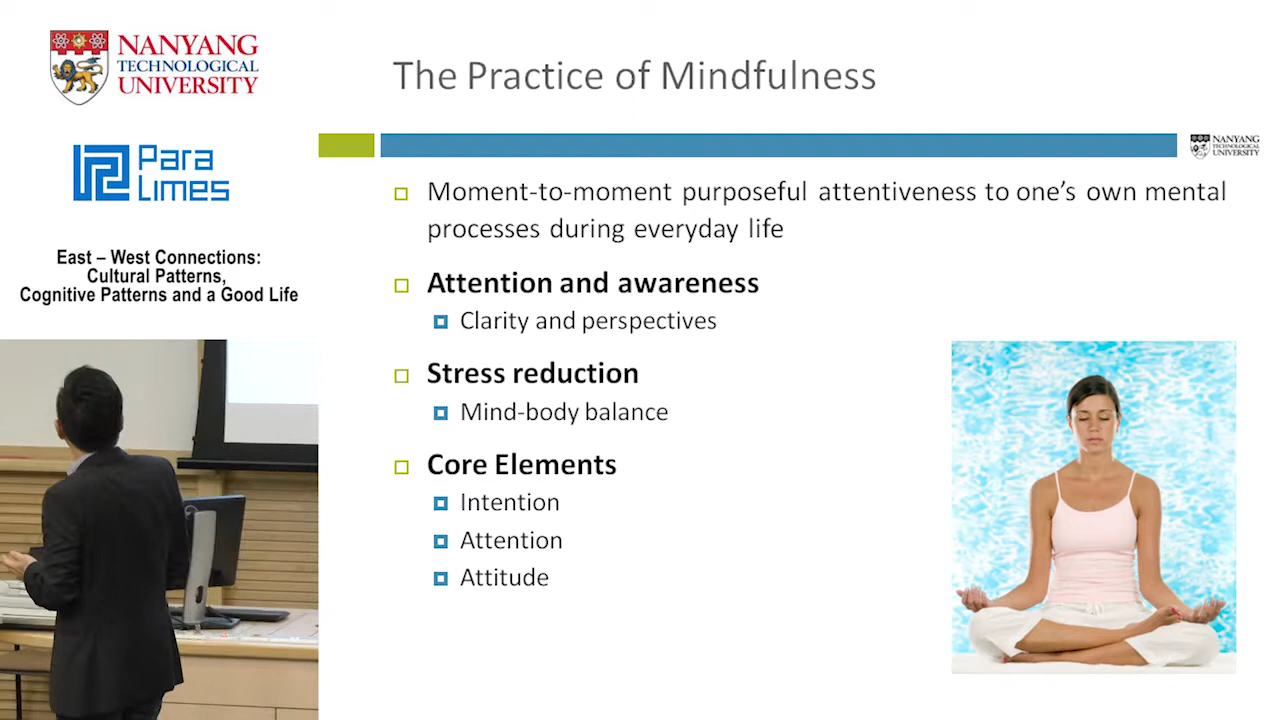 NANYANG
TECHNOLOGICAL
UNIVERSITY
Para
Limes
East – West Connections:
Cultural Patterns,
Cognitive Patterns and a Good Life
The Practice of Mindfulness
NANYANG
TECHNOLOGICAL
UNIVERSITY
Moment-to-moment purposeful attentiveness to one’s own mental
processes during everyday life
Attention and awareness
Clarity and perspectives
Stress reduction
Mind-body balance
Core Elements
Intention
Attention
Attitude